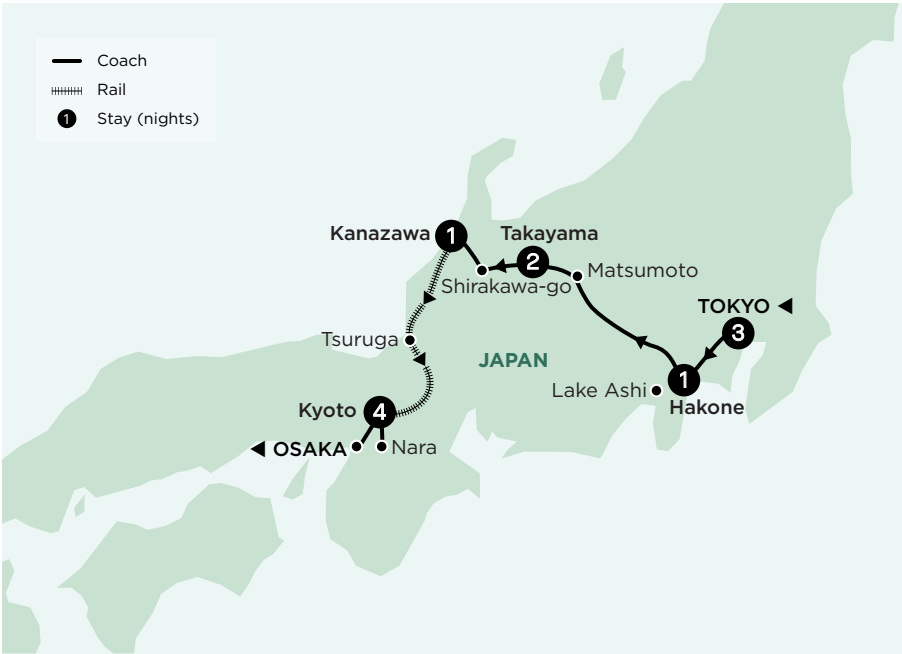 Coach
Rail
1 Stay (nights)
Kanazawa 1
Takayama
2
Shirakawa-go
Matsumoto
TOKYO
3
Tsuruga
JAPAN
Lake Ashi
1
Hakone
Kyoto 4
OSAKA
Nara